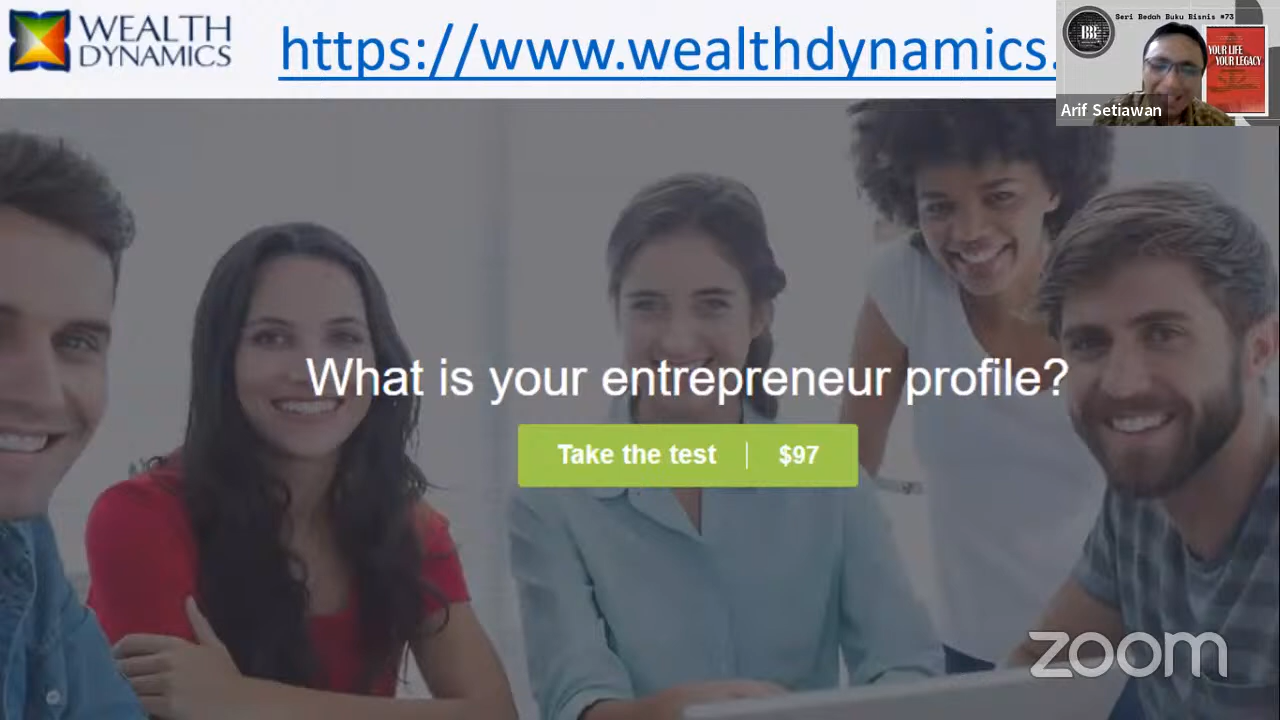 WEALTH
DYNAMICS
https://www.wealthdynamics.
Seri Bedah Buku Bisnis #73
YOUR LIFE
YOUR LEGACY
Arif Setiawan
What is your entrepreneur profile?
Take the test | $97
zoom